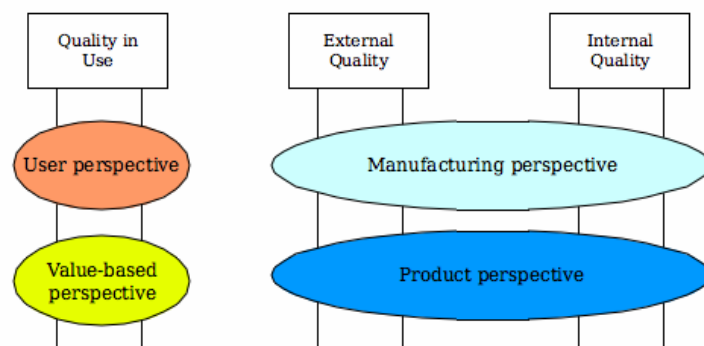 Quality in
Use
External
Quality
Internal
Quality
User perspective
Manufacturing perspective
Value-based
perspective
Product perspective